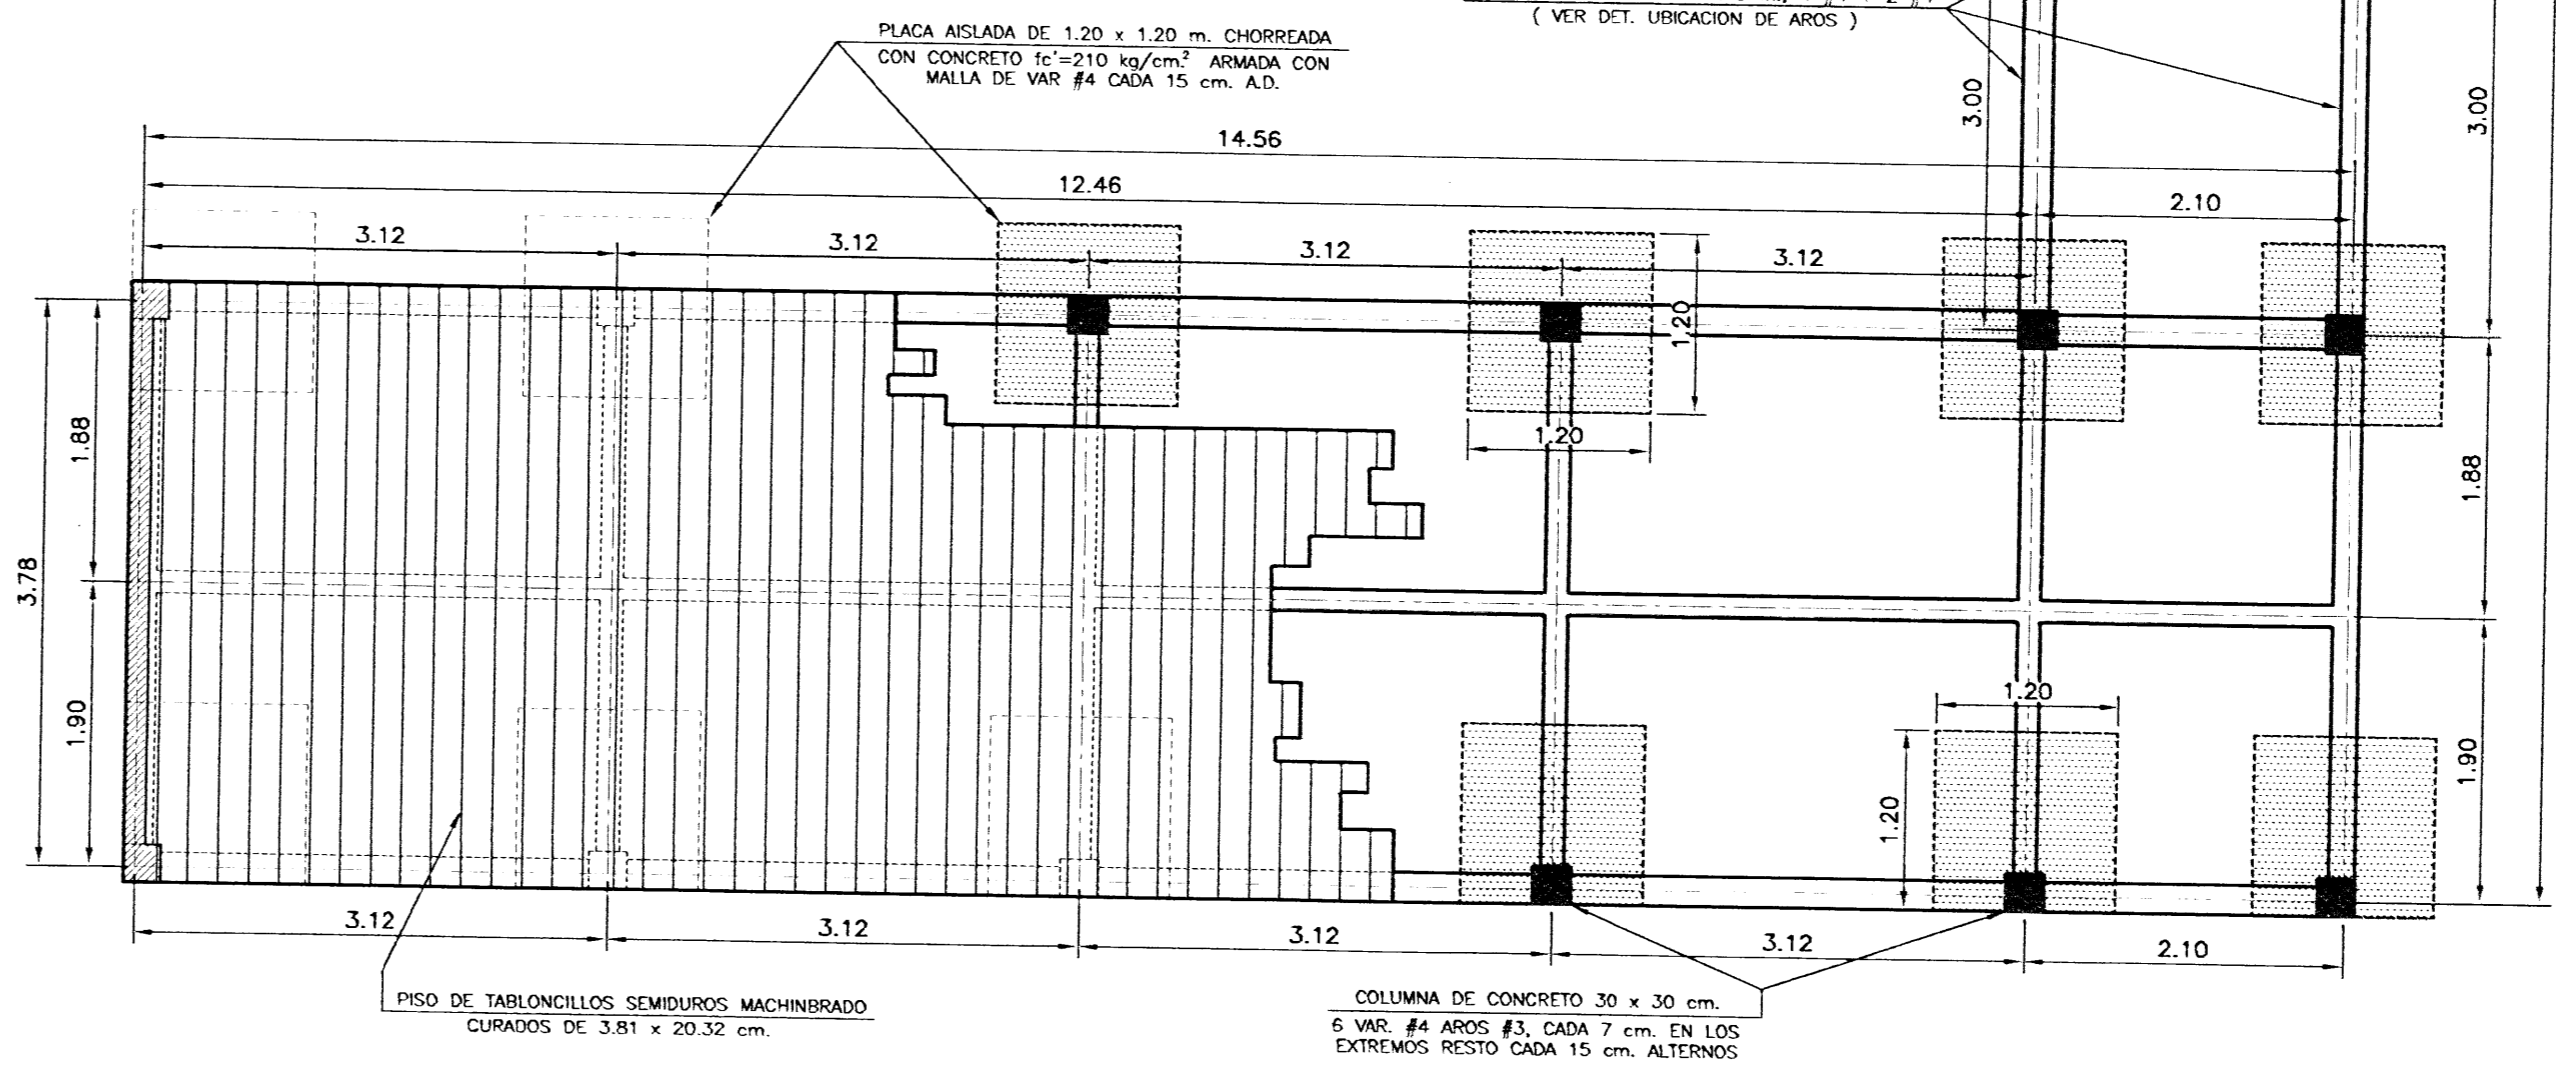 ( VER DET. UBICACION DE AROS )
PLACA AISLADA DE 1.20 x 1.20 m. CHORREADA
CON CONCRETO fc'=210 kg/cm.² ARMADA CON
MALLA DE VAR #4 CADA 15 cm. A.D.
3.00
3.00
14.56
12.46
2.10
3.12
3.12
3.12
3.12
1.20
1.20
1.88
3.78
1.90
1.88
1.90
1.20
1.20
3.12
3.12
3.12
3.12
2.10
PISO DE TABLONCILLOS SEMIDUROS MACHINBRADO
CURADOS DE 3.81 x 20.32 cm.
COLUMNA DE CONCRETO 30 x 30 cm.
6 VAR. #4 AROS #3, CADA 7 cm. EN LOS
EXTREMOS RESTO CADA 15 cm. ALTERNOS